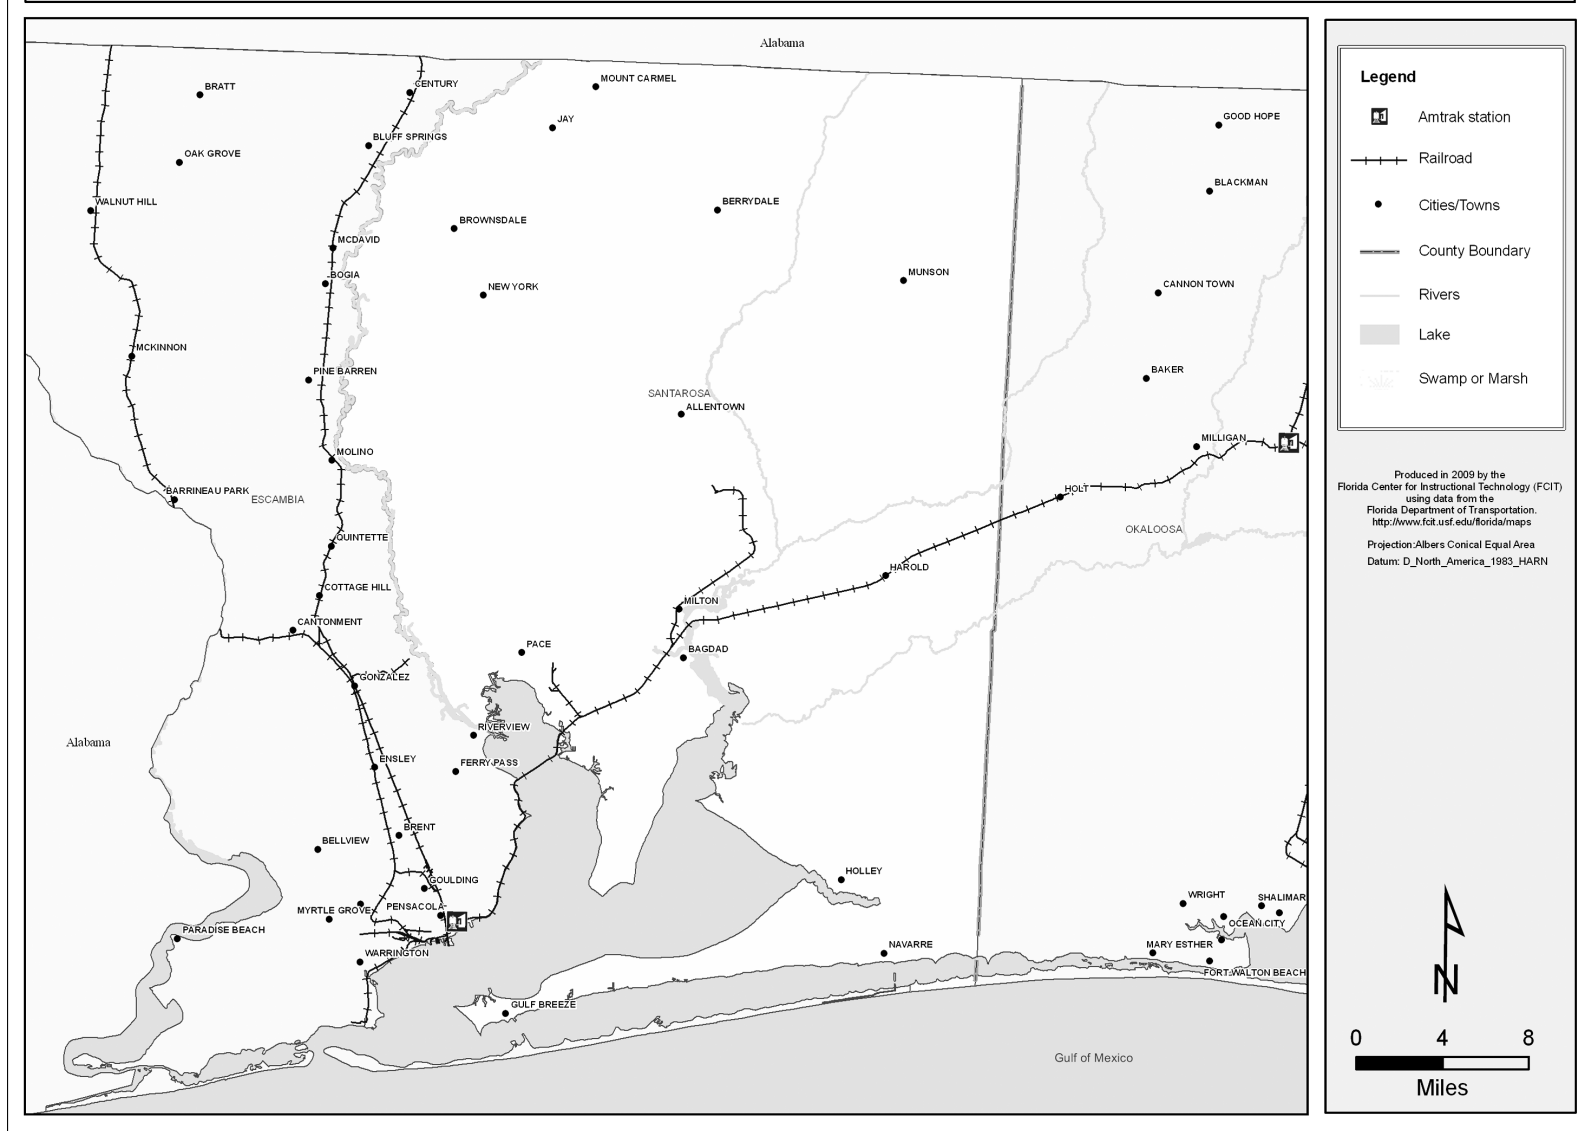 Alabama
MOUNT CARMEL
CENTURY
BRATT
GOOD HOPE
JAY
BLUFF SPRINGS
OAK GROVE
BLACKMAN
WALNUT HILL
BERRYDALE
BROWNSDALE
MCDAVID
BOGIA
MUNSON
NEW YORK
CANNON TOWN
MCKINNON
PINE BARREN
BAKER
SANTAROSA
ALLENTOWN
MILLIGAN
MOLINO
BARRINEAU PARK
ESCAMBIA
HOLT
OKALOOSA
QUINTETTE
HAROLD
COTTAGE HILL
MILTON
CANTONMENT
PACE
BAGDAD
GONZALEZ
RIVERVIEW
Alabama
ENSLEY
FERRY PASS
BRENT
BELLVIEW
HOLLEY
GOULDING
WRIGHT
SHALIMAR
MYRTLE GROVE
PENSACOLA
OCEAN CITY
PARADISE BEACH
NAVARRE
MARY ESTHER
WARRINGTON
FORT WALTON BEACH
GULF BREEZE
Gulf of Mexico
Legend
Amtrak station
Railroad
Cities/Towns
County Boundary
Rivers
Lake
Swamp or Marsh
Produced in 2009 by the
Florida Center for Instructional Technology (FCIT)
using data from the
Florida Department of Transportation.
http://www.fcit.usf.edu/florida/maps
Projection:Albers Conical Equal Area
Datum: D_North_America_1983_HARN
N
0 4 8
Miles